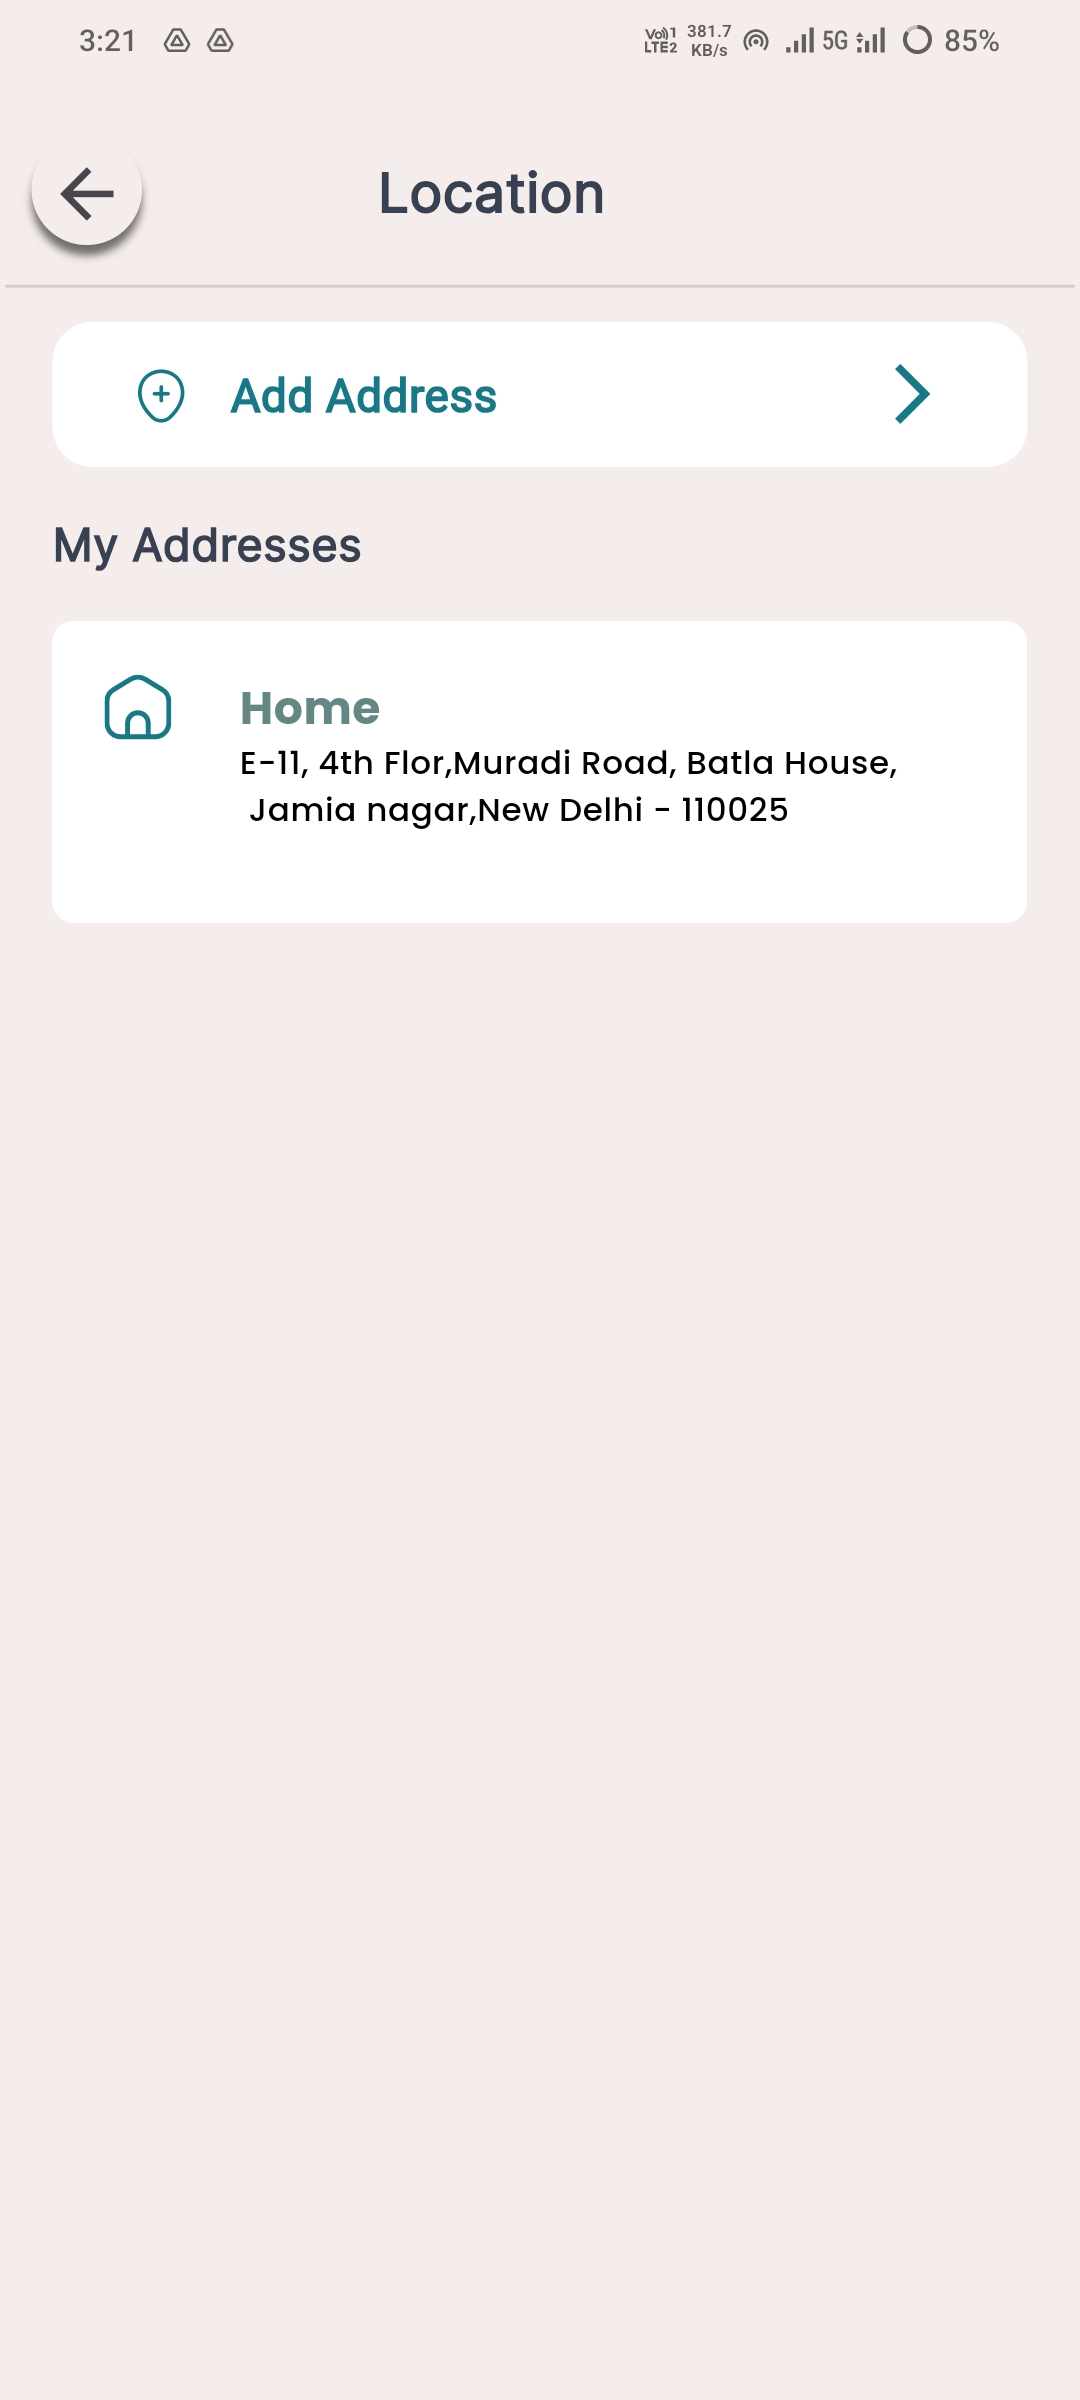 3:21
Vo)) 1
LTE2
381.7
KB/s
5G
85%
Location
Add Address
My Addresses
Home
E-11, 4th Flor,Muradi Road, Batla House,
Jamia nagar,New Delhi - 110025